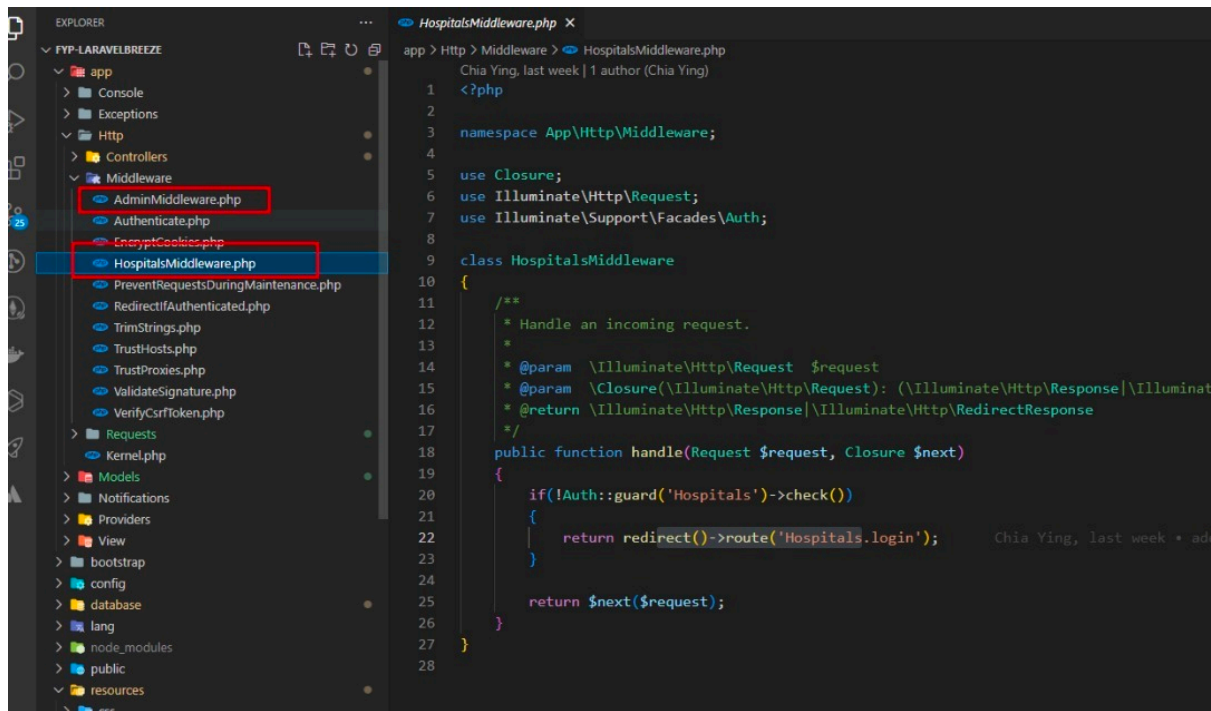 EXPLORER
FYP-LARAVELBREEZE
app
Console
Exceptions
Http
Controllers
Middleware
AdminMiddleware.php
Authenticate.php
EncryptCookies.php
HospitalsMiddleware.php
PreventRequestsDuringMaintenance.php
RedirectIfAuthenticated.php
TrimStrings.php
TrustHosts.php
TrustProxies.php
ValidateSignature.php
VerifyCsrfToken.php
Requests
Kernel.php
Models
Notifications
Providers
View
bootstrap
config
database
lang
node_modules
public
resources
css
25
HospitalsMiddleware.php
app > Http > Middleware > HospitalsMiddleware.php
Chia Ying, last week | 1 author (Chia Ying)
1 <?php
2
3 namespace App\Http\Middleware;
4
5 use Closure;
6 use Illuminate\Http\Request;
7 use Illuminate\Support\Facades\Auth;
8
9 class HospitalsMiddleware
10 {
11 /**
12 * Handle an incoming request.
13 *
14 * @param \Illuminate\Http\Request $request
15 * @param \Closure(\Illuminate\Http\Request): (\Illuminate\Http\Response|\Illuminat
16 * @return \Illuminate\Http\Response|\Illuminate\Http\RedirectResponse
17 */
18 public function handle(Request $request, Closure $next)
19 {
20 if(!Auth::guard('Hospitals')->check())
21 {
22 return redirect()->route('Hospitals.login'); Chia Ying, last week • ad
23 }
24
25 return $next($request);
26 }
27 }
28